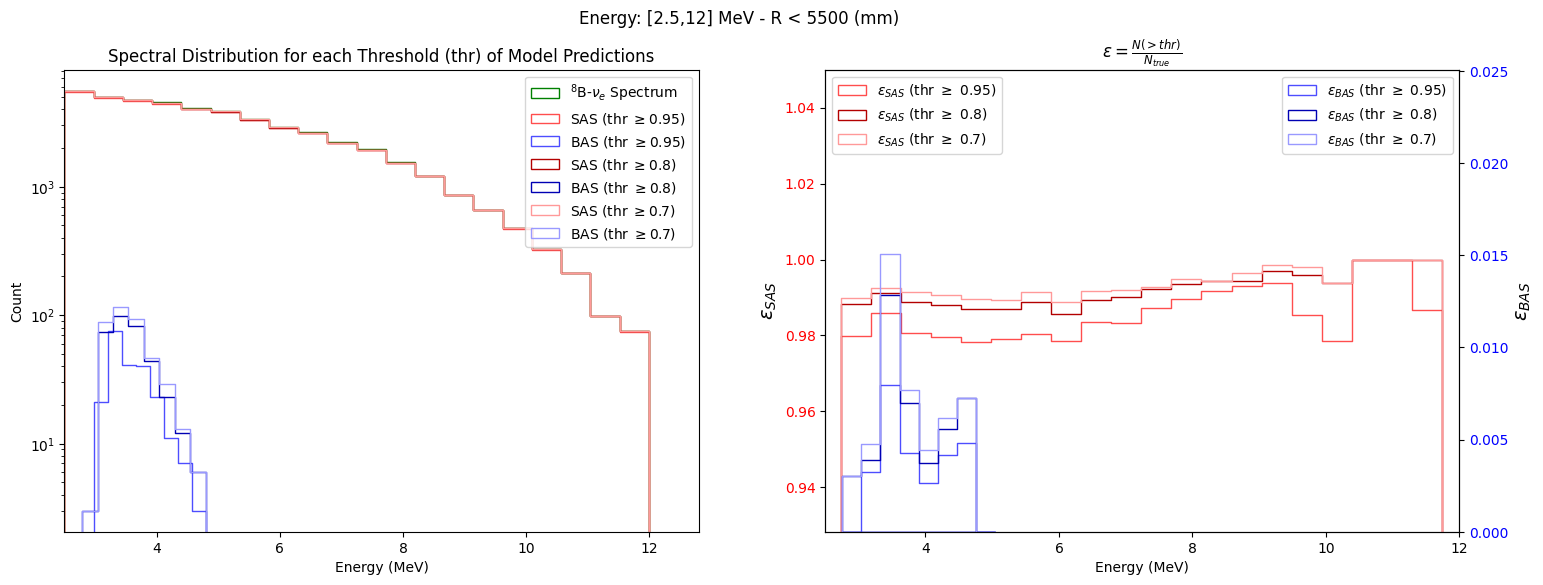 Energy: [2.5,12] MeV - R < 5500 (mm)
Spectral Distribution for each Threshold (thr) of Model Predictions
Count
10³
10²
10¹
⁸B-νₑ Spectrum
SAS (thr ≥0.95)
BAS (thr ≥0.95)
SAS (thr ≥0.8)
BAS (thr ≥0.8)
SAS (thr ≥0.7)
BAS (thr ≥0.7)
4 6 8 10 12
Energy (MeV)
ε = N(>thr)/N_true
ε_SAS
1.04
1.02
1.00
0.98
0.96
0.94
ε_SAS (thr ≥ 0.95)
ε_SAS (thr ≥ 0.8)
ε_SAS (thr ≥ 0.7)
ε_BAS (thr ≥ 0.95)
ε_BAS (thr ≥ 0.8)
ε_BAS (thr ≥ 0.7)
0.025
0.020
0.015
0.010
0.005
0.000
ε_BAS
4 6 8 10 12
Energy (MeV)